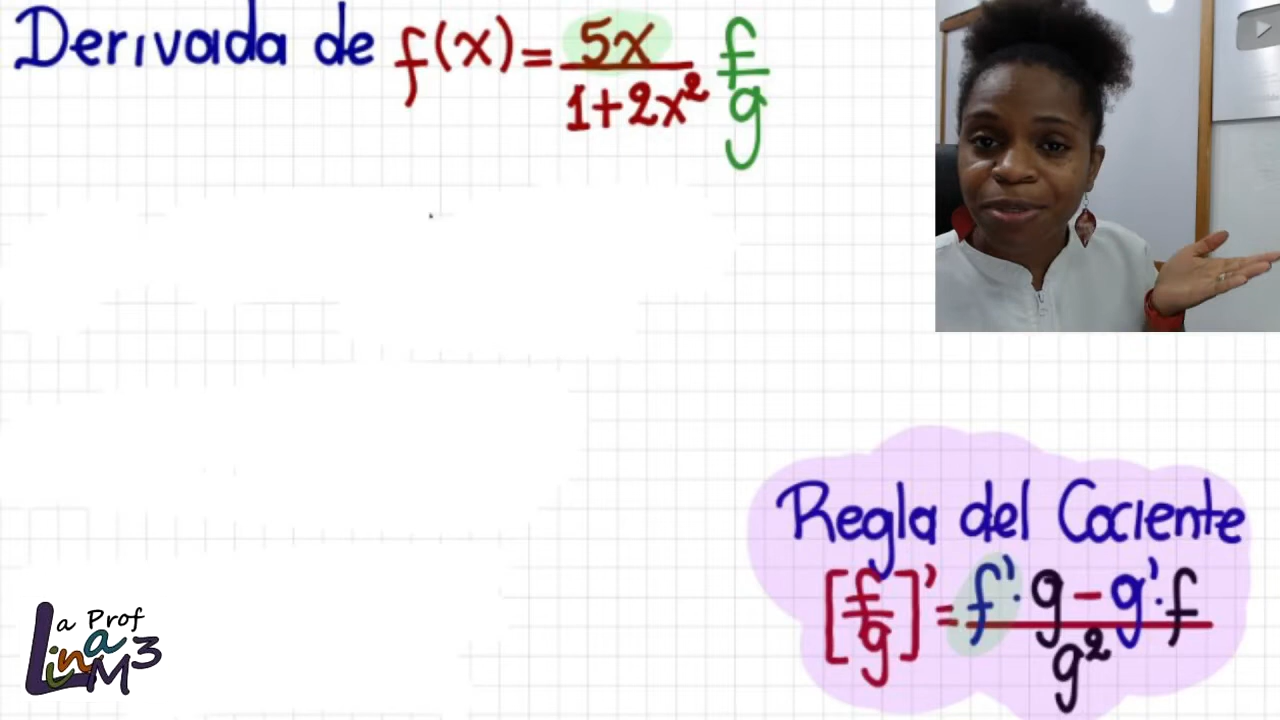 Derivada de f(x) = 5x / 1+2x² f/g
Regla del Cociente
[f/g]' = f'·g - g'·f / g²
La Prof
Lina M3